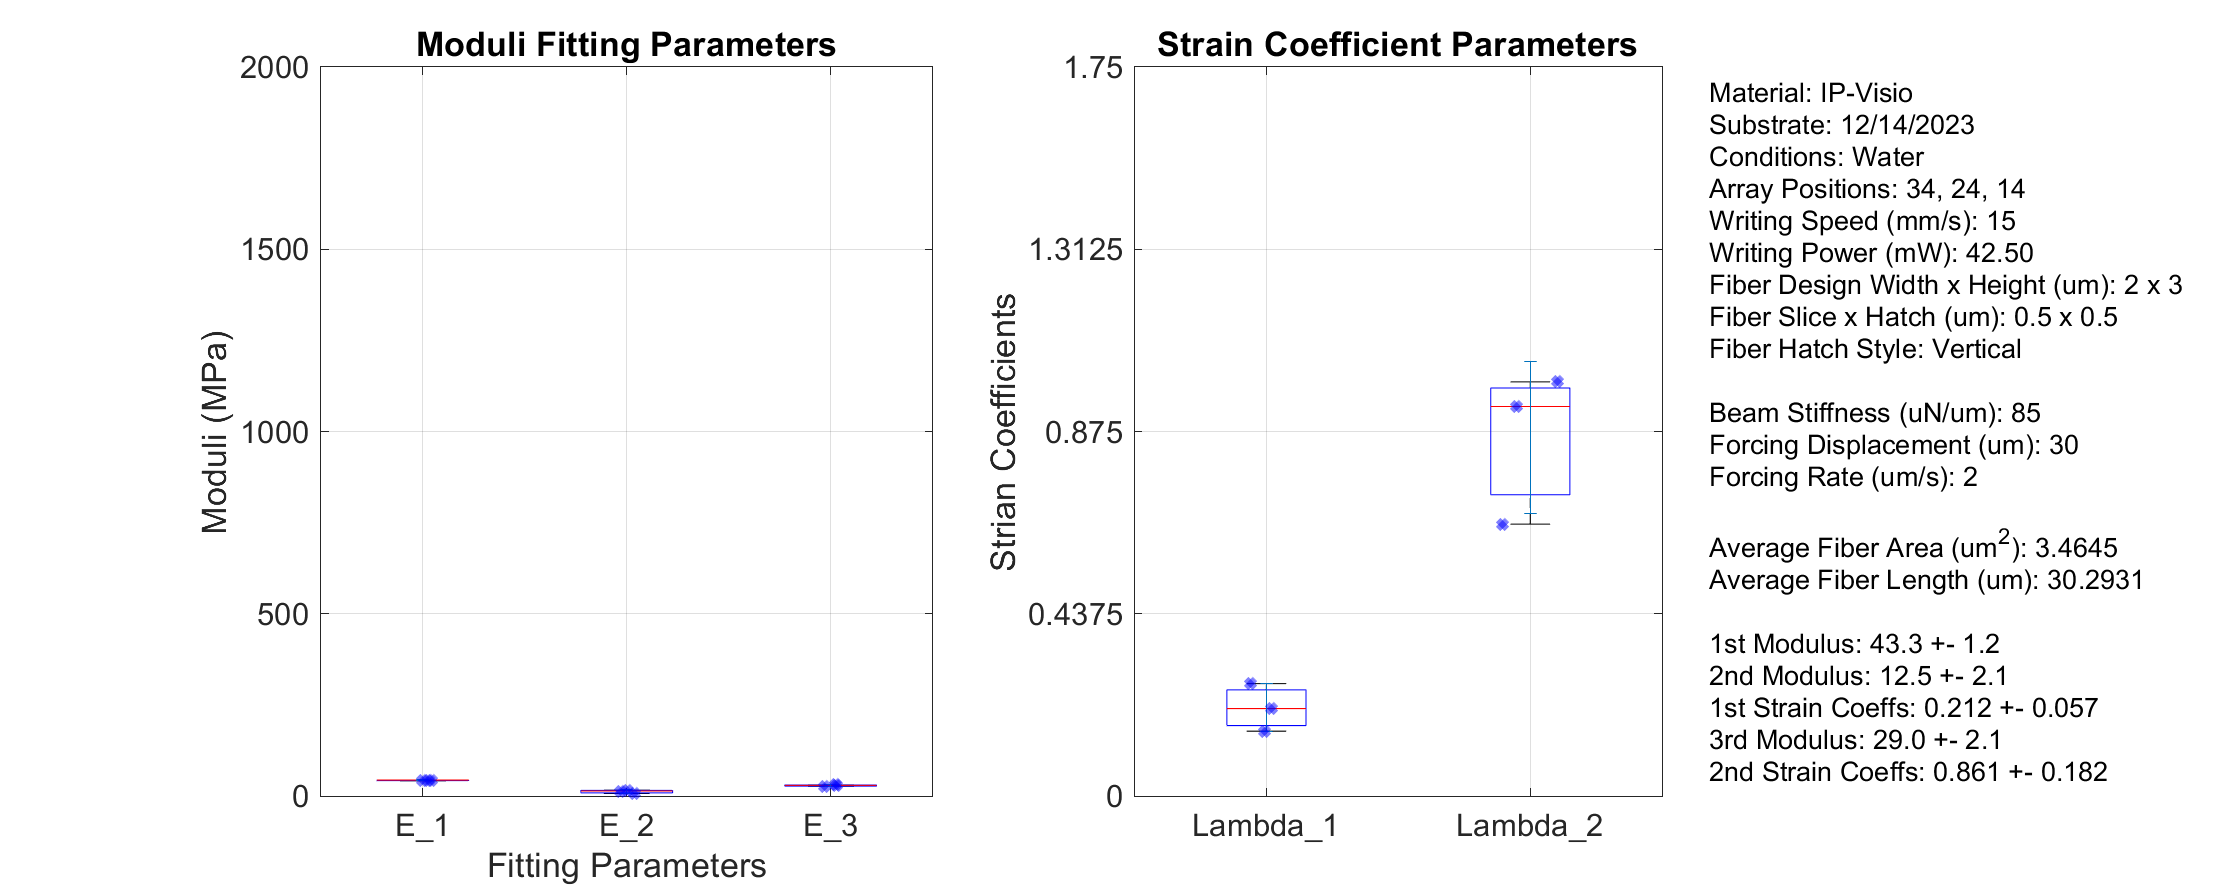 Moduli Fitting Parameters
2000
1500
1000
500
0
Moduli (MPa)
E_1
E_2
E_3
Fitting Parameters
Strain Coefficient Parameters
1.75
1.3125
0.875
0.4375
0
Strian Coefficients
Lambda_1
Lambda_2
Material: IP-Visio
Substrate: 12/14/2023
Conditions: Water
Array Positions: 34, 24, 14
Writing Speed (mm/s): 15
Writing Power (mW): 42.50
Fiber Design Width x Height (um): 2 x 3
Fiber Slice x Hatch (um): 0.5 x 0.5
Fiber Hatch Style: Vertical
Beam Stiffness (uN/um): 85
Forcing Displacement (um): 30
Forcing Rate (um/s): 2
Average Fiber Area (um²): 3.4645
Average Fiber Length (um): 30.2931
1st Modulus: 43.3 +- 1.2
2nd Modulus: 12.5 +- 2.1
1st Strain Coeffs: 0.212 +- 0.057
3rd Modulus: 29.0 +- 2.1
2nd Strain Coeffs: 0.861 +- 0.182